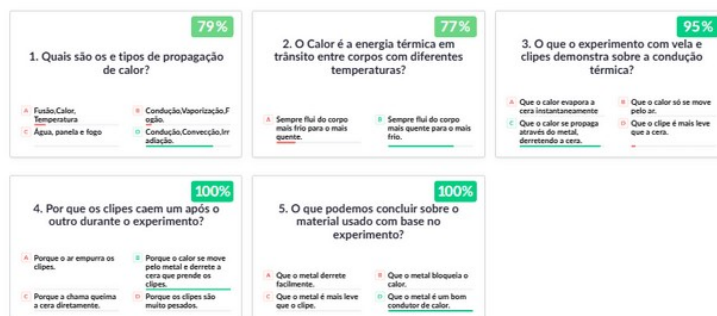 79%
1. Quais são os e tipos de propagação
de calor?
A Fusão,Calor,
Temperatura
B Condução,Vaporização,F
ogão.
C Água, panela e fogo
D Condução,Convecção,Irr
adiação.
77%
2. O Calor é a energia térmica em
trânsito entre corpos com diferentes
temperaturas?
A Sempre flui do corpo
mais frio para o mais
quente.
B Sempre flui do corpo
mais quente para o mais
frio.
95%
3. O que o experimento com vela e
clipes demonstra sobre a condução
térmica?
A Que o calor evapora a
cera instantaneamente
B Que o calor só se move
pelo ar.
C Que o calor se propaga
através do metal,
derretendo a cera.
D Que o clipe é mais leve
que a cera.
100%
4. Por que os clipes caem um após o
outro durante o experimento?
A Porque o ar empurra os
clipes.
B Porque o calor se move
pelo metal e derrete a
cera que prende os
clipes.
C Porque a chama queima
a cera diretamente.
D Porque os clipes são
muito pesados.
100%
5. O que podemos concluir sobre o
material usado com base no
experimento?
A Que o metal derrete
facilmente.
B Que o metal bloqueia o
calor.
C Que o metal é mais leve
que o clipe.
D Que o metal é um bom
condutor de calor.